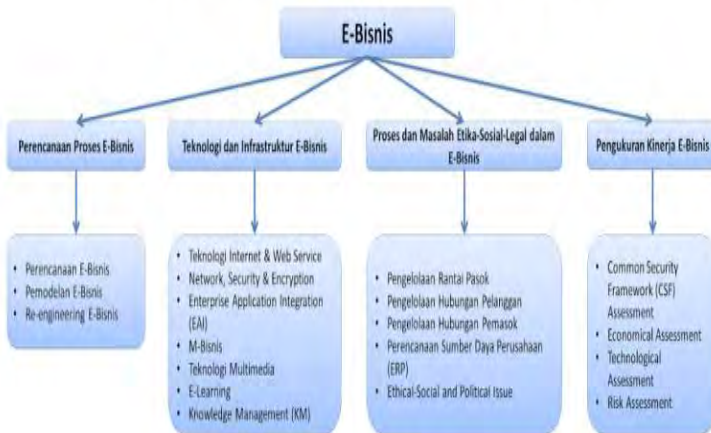 E-Bisnis
Perencanaan Proses E-Bisnis
Teknologi dan Infrastruktur E-Bisnis
Proses dan Masalah Etika-Sosial-Legal dalam
E-Bisnis
Pengukuran Kinerja E-Bisnis
• Perencanaan E-Bisnis
• Pemodelan E-Bisnis
• Re-engineering E-Bisnis
• Teknologi Internet & Web Service
• Network, Security & Encryption
• Enterprise Application Integration
(EAI)
• M-Bisnis
• Teknologi Multimedia
• E-Learning
• Knowledge Management (KM)
• Pengelolaan Rantai Pasok
• Pengelolaan Hubungan Pelanggan
• Pengelolaan Hubungan Pemasok
• Perencanaan Sumber Daya Perusahaan
(ERP)
• Ethical-Social and Political Issue
• Common Security
Framework (CSF)
Assessment
• Economical Assessment
• Technological
Assessment
• Risk Assessment